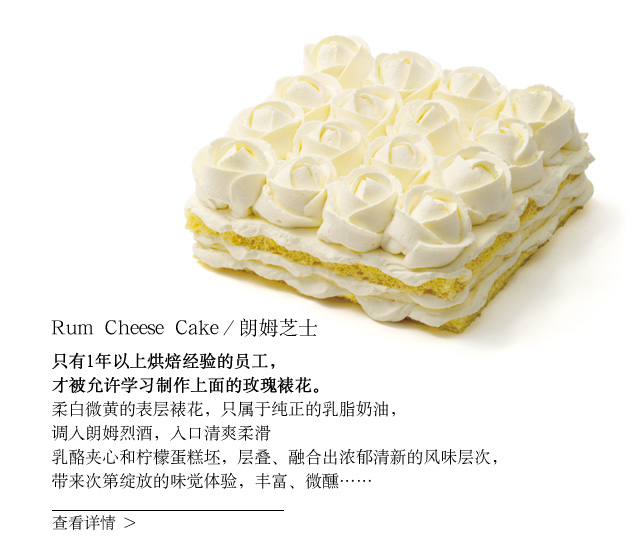 Rum Cheese Cake / 朗姆芝士
只有1年以上烘焙经验的员工，
才被允许学习制作上面的玫瑰裱花。
柔白微黄的表层裱花，只属于纯正的乳脂奶油，
调入朗姆烈酒，入口清爽柔滑
乳酪夹心和柠檬蛋糕坯，层叠、融合出浓郁清新的风味层次，
带来次第绽放的味觉体验，丰富、微醺……
查看详情 >